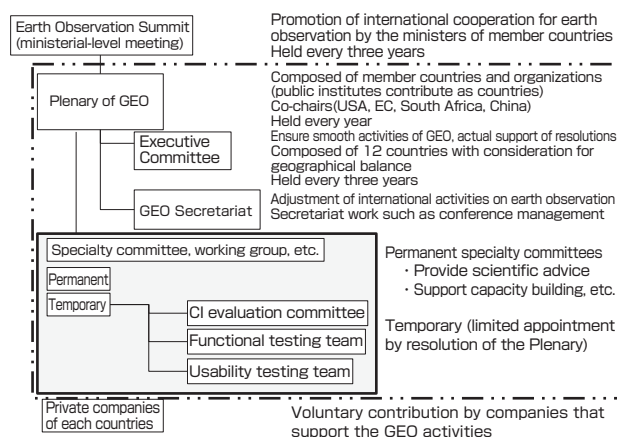 Earth Observation Summit
(ministerial-level meeting)
Promotion of international cooperation for earth
observation by the ministers of member countries
Held every three years
Plenary of GEO
Composed of member countries and organizations
(public institutes contribute as countries)
Co-chairs(USA, EC, South Africa, China)
Held every year
Executive
Committee
Ensure smooth activities of GEO, actual support of resolutions
Composed of 12 countries with consideration for
geographical balance
Held every three years
GEO Secretariat
Adjustment of international activities on earth observation
Secretariat work such as conference management
Specialty committee, working group, etc.
Permanent
Temporary
CI evaluation committee
Functional testing team
Usability testing team
Permanent specialty committees
・Provide scientific advice
・Support capacity building, etc.
Temporary (limited appointment
by resolution of the Plenary)
Private companies
of each countries
Voluntary contribution by companies that
support the GEO activities